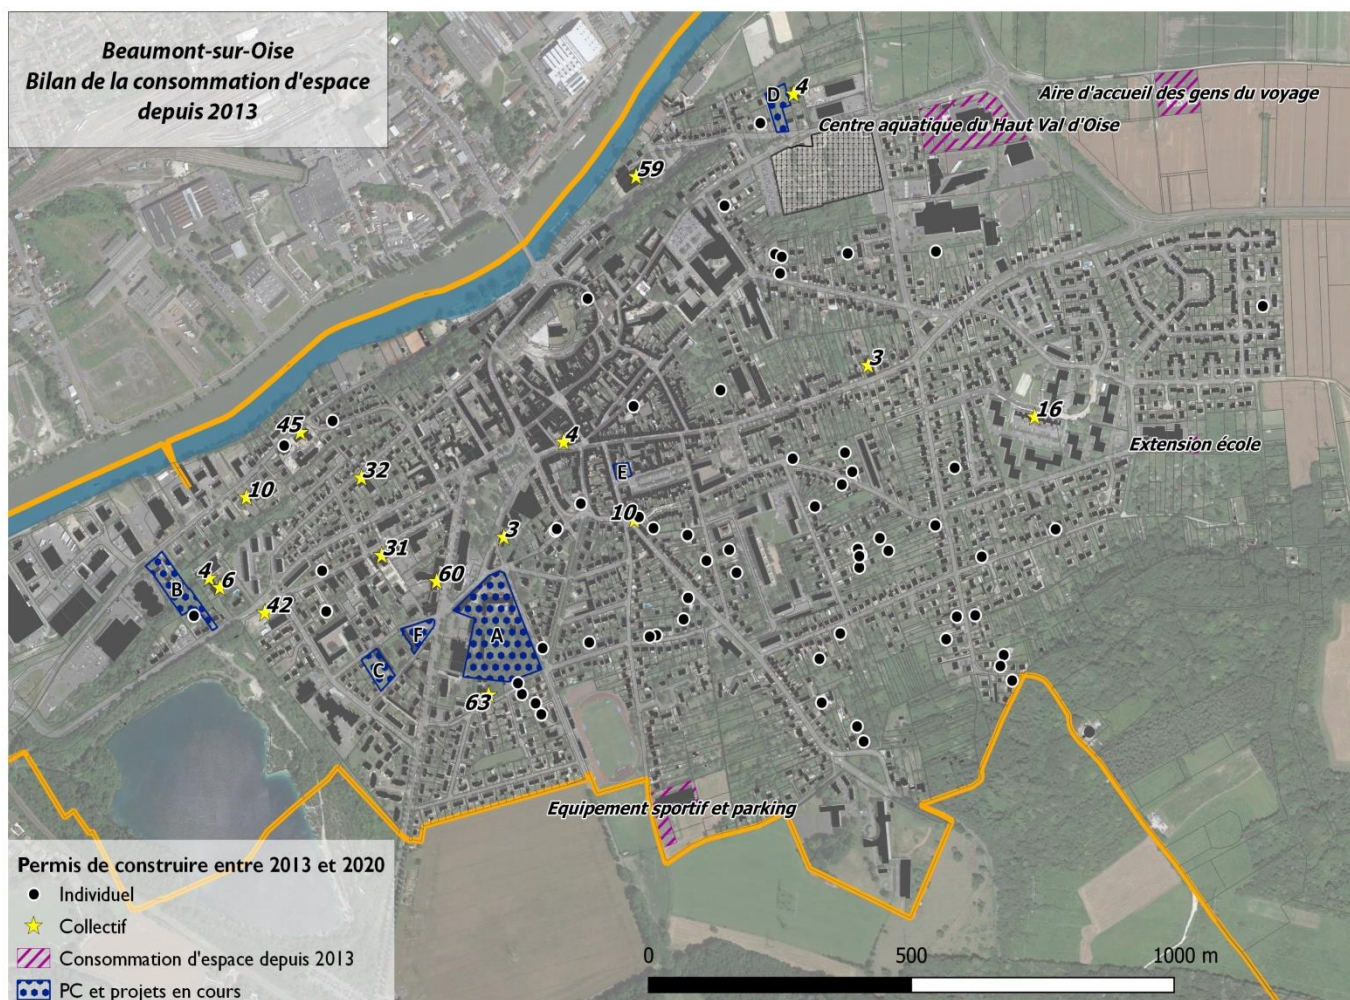 Beaumont-sur-Oise
Bilan de la consommation d'espace
depuis 2013
D
4
Aire d'accueil des gens du voyage
Centre aquatique du Haut Val d'Oise
59
3
16
45
4
Extension école
32
E
10
10
3
31
60
4
6
B
42
A
F
C
63
Equipement sportif et parking
Permis de construire entre 2013 et 2020
Individuel
Collectif
Consommation d'espace depuis 2013
PC et projets en cours
0 500 1000 m